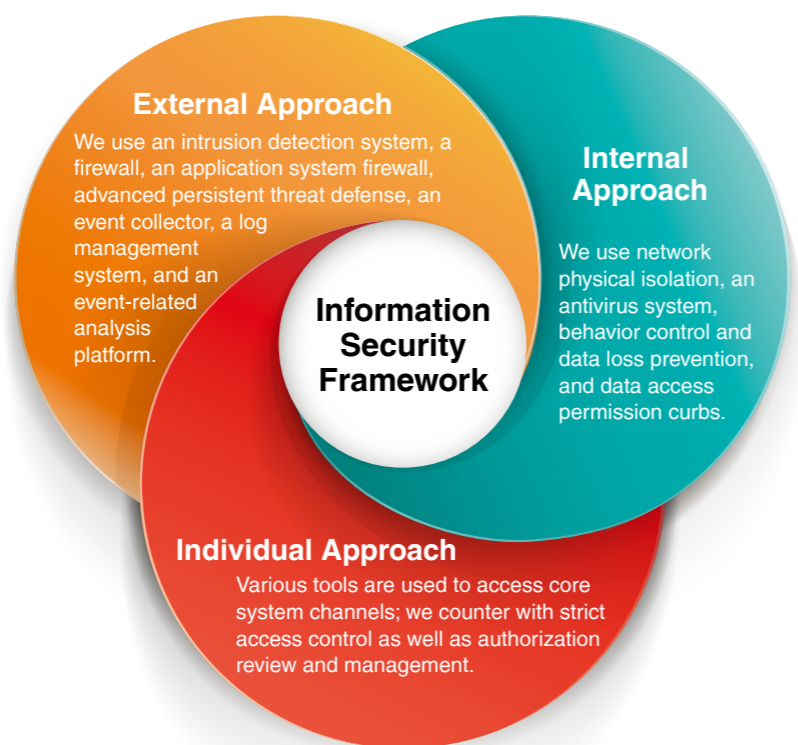 External Approach
We use an intrusion detection system, a
firewall, an application system firewall,
advanced persistent threat defense, an
event collector, a log
management
system, and an
event-related
analysis
platform.
Internal
Approach
We use network
physical isolation, an
antivirus system,
behavior control and
data loss prevention,
and data access
permission curbs.
Information
Security
Framework
Individual Approach
Various tools are used to access core
system channels; we counter with strict
access control as well as authorization
review and management.